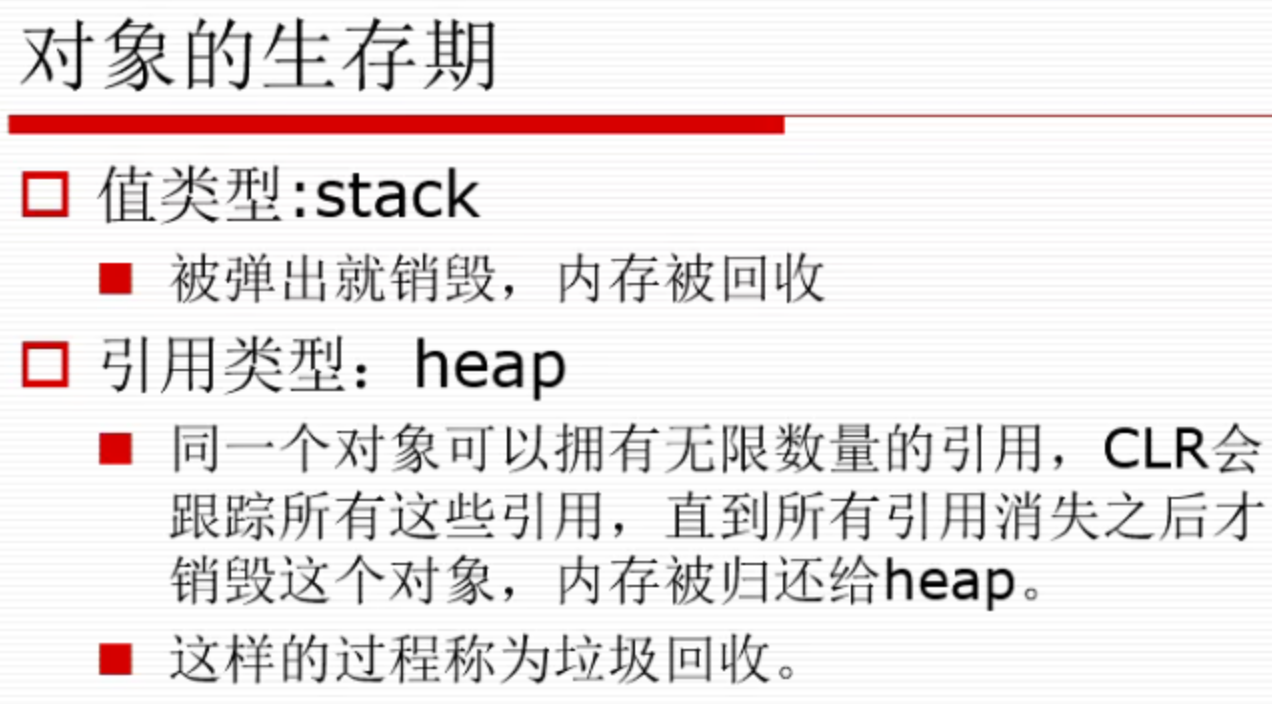 对象的生存期
值类型:stack
被弹出就销毁，内存被回收
引用类型：heap
同一个对象可以拥有无限数量的引用，CLR会
跟踪所有这些引用，直到所有引用消失之后才
销毁这个对象，内存被归还给heap。
这样的过程称为垃圾回收。